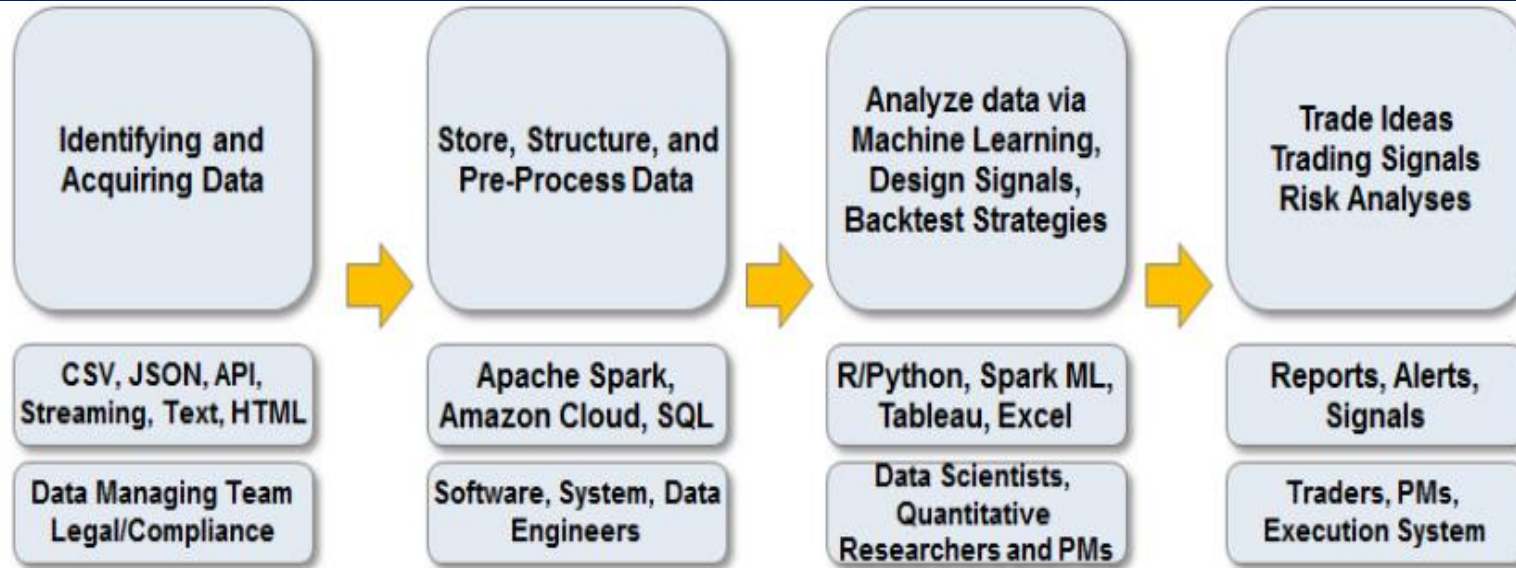 Identifying and
Acquiring Data
Store, Structure, and
Pre-Process Data
Analyze data via
Machine Learning,
Design Signals,
Backtest Strategies
Trade Ideas
Trading Signals
Risk Analyses
CSV, JSON, API,
Streaming, Text, HTML
Apache Spark,
Amazon Cloud, SQL
R/Python, Spark ML,
Tableau, Excel
Reports, Alerts,
Signals
Data Managing Team
Legal/Compliance
Software, System, Data
Engineers
Data Scientists,
Quantitative
Researchers and PMs
Traders, PMs,
Execution System